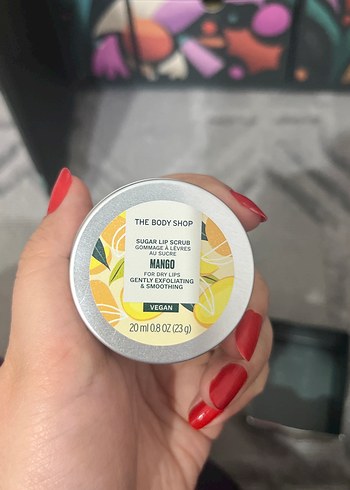 THE BODY SHOP
SUGAR LIP SCRUB
GOMMAGE À LÈVRES
AU SUCRE
MANGO
FOR DRY LIPS
GENTLY EXFOLIATING
& SMOOTHING
VEGAN
20 ml 0.8 OZ (23 g)